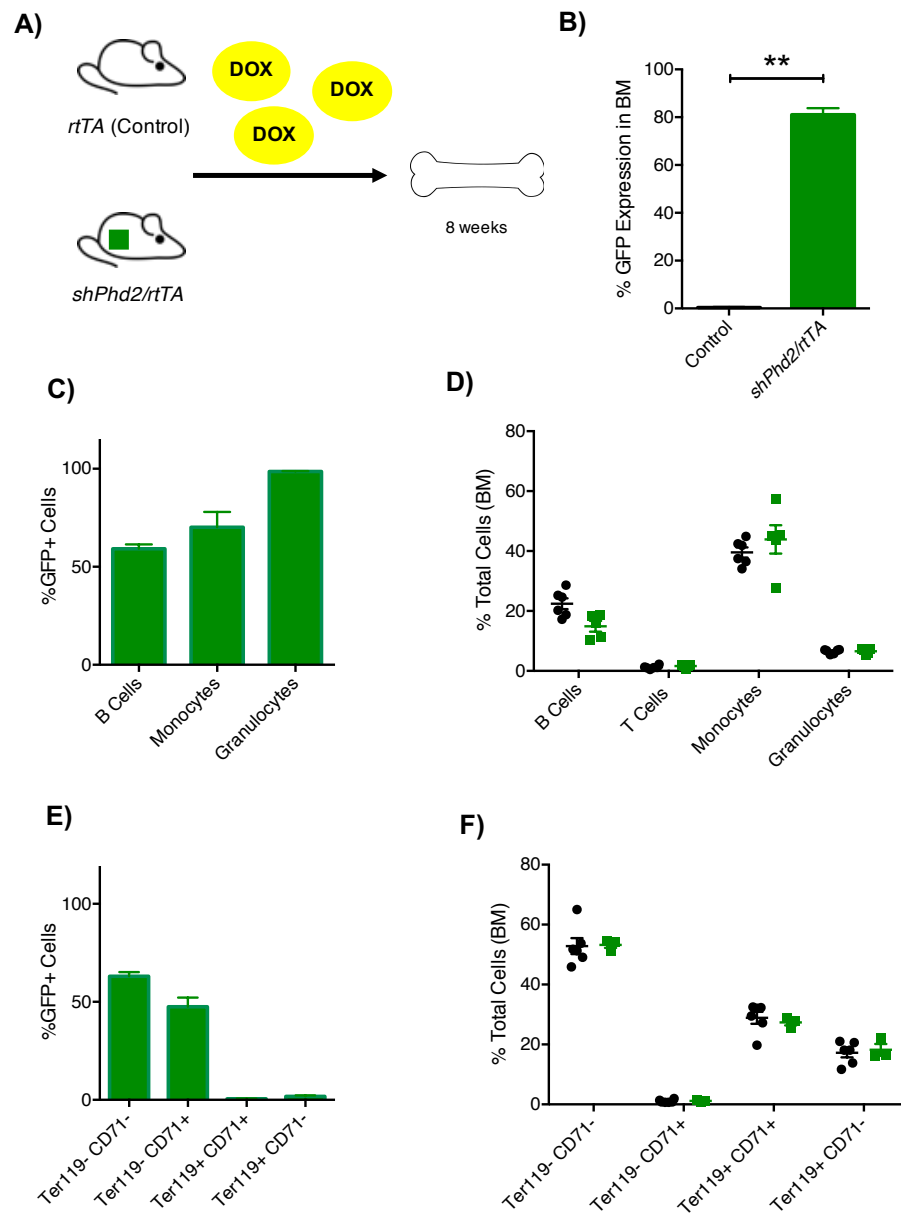 A)
DOX
DOX
DOX
rtTA (Control)
8 weeks
shPhd2/rtTA
B)
% GFP Expression in BM
100
80
60
40
20
0
**
Control
shPhd2/rtTA
C)
%GFP+ Cells
100
50
0
B Cells
Monocytes
Granulocytes
D)
% Total Cells (BM)
80
60
40
20
0
B Cells
T Cells
Monocytes
Granulocytes
E)
%GFP+ Cells
100
50
0
Ter119- CD71-
Ter119- CD71+
Ter119+ CD71+
Ter119+ CD71-
F)
% Total Cells (BM)
80
60
40
20
0
Ter119- CD71-
Ter119- CD71+
Ter119+ CD71+
Ter119+ CD71-